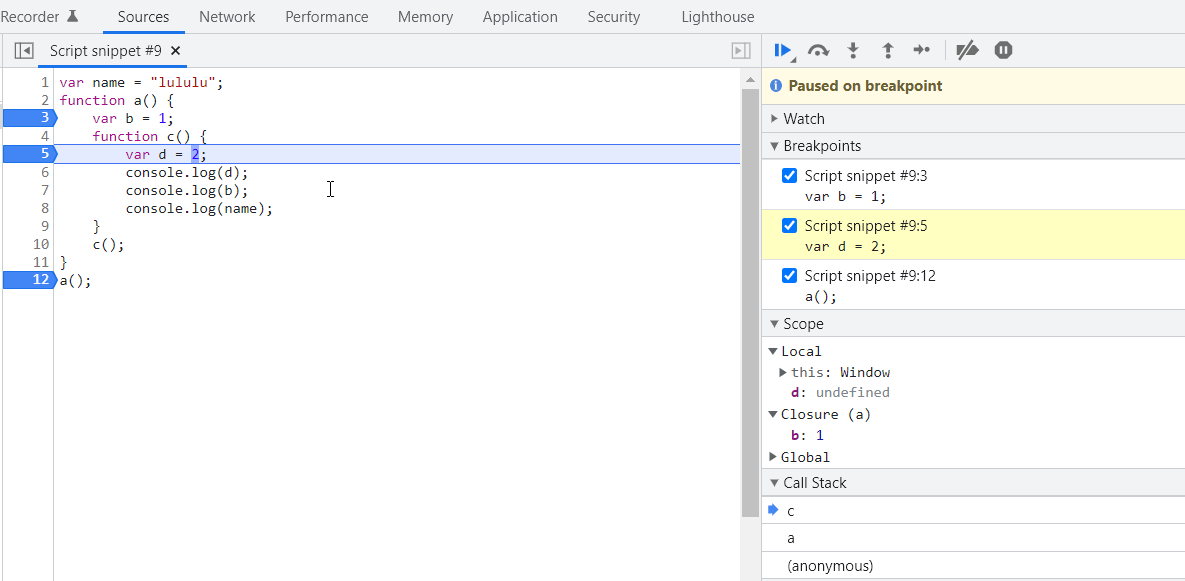 Recorder Sources Network Performance Memory Application Security Lighthouse
Script snippet #9 ×
1 var name = "lululu";
2 function a() {
3 var b = 1;
4 function c() {
5 var d = 2;
6 console.log(d);
7 console.log(b);
8 console.log(name);
9 }
10 c();
11 }
12 a();
Paused on breakpoint
Watch
Breakpoints
Script snippet #9:3
var b = 1;
Script snippet #9:5
var d = 2;
Script snippet #9:12
a();
Scope
Local
this: Window
d: undefined
Closure (a)
b: 1
Global
Call Stack
c
a
(anonymous)